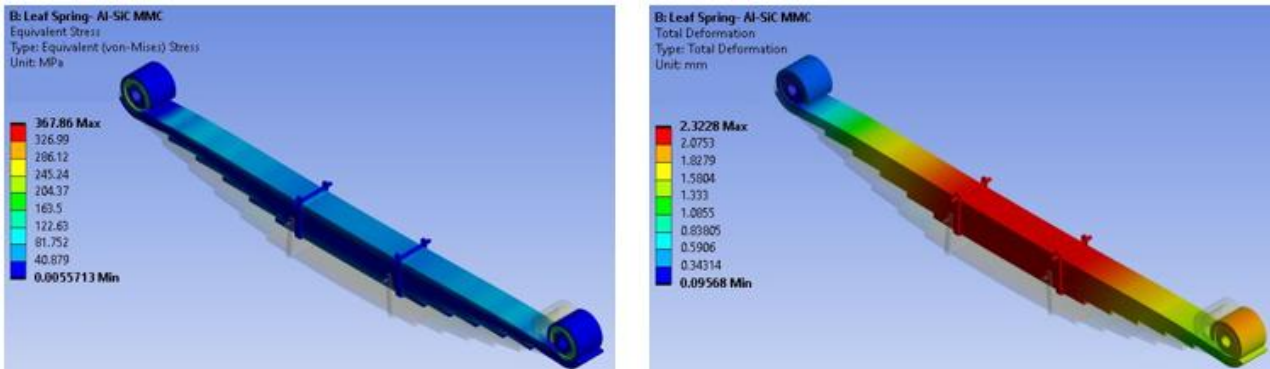 B: Leaf Spring- Al-SiC MMC
Equivalent Stress
Type: Equivalent (von-Mises) Stress
Unit: MPa
367.86 Max
326.99
286.12
245.24
204.37
163.5
122.63
81.752
40.879
0.0055713 Min
B: Leaf Spring- Al-SiC MMC
Total Deformation
Type: Total Deformation
Unit: mm
2.3228 Max
2.0753
1.8279
1.5804
1.333
1.0855
0.83805
0.5906
0.34314
0.09568 Min